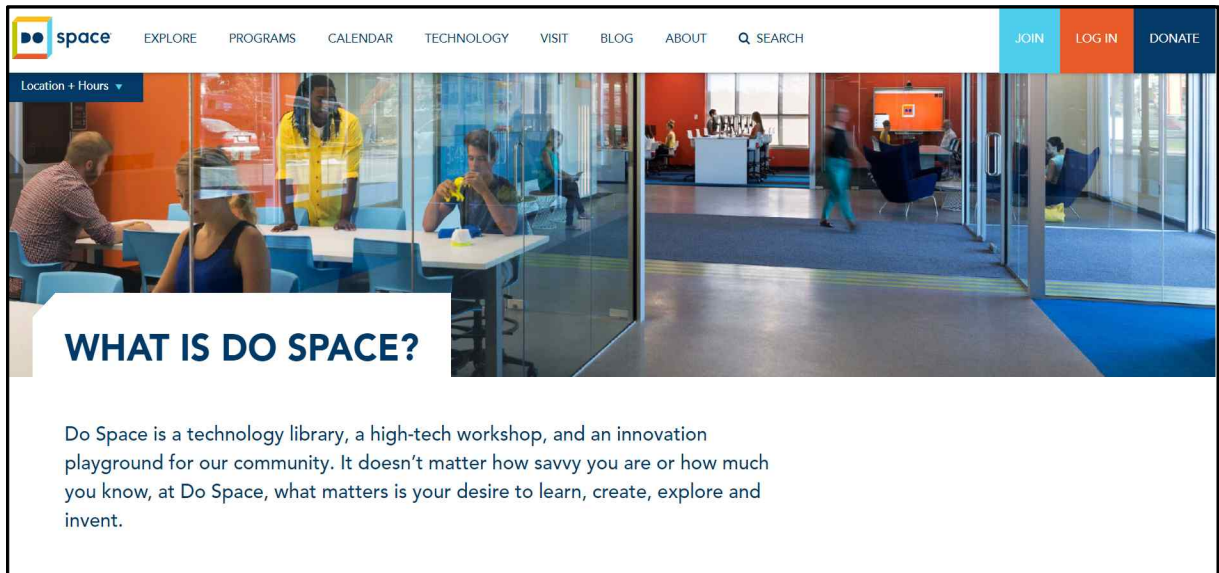 DO space EXPLORE PROGRAMS CALENDAR TECHNOLOGY VISIT BLOG ABOUT SEARCH JOIN LOG IN DONATE
Location + Hours
WHAT IS DO SPACE?
Do Space is a technology library, a high-tech workshop, and an innovation
playground for our community. It doesn't matter how savvy you are or how much
you know, at Do Space, what matters is your desire to learn, create, explore and
invent.